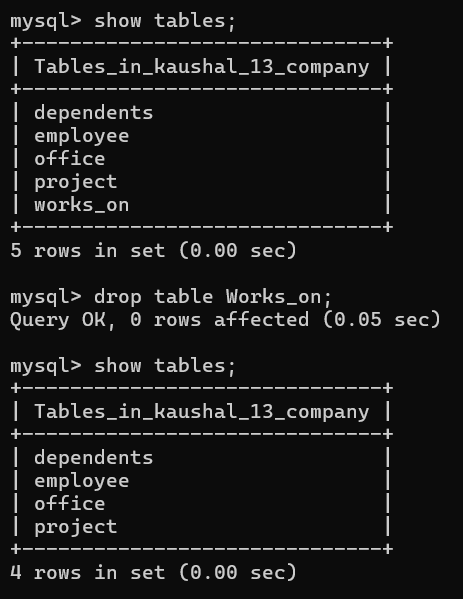 mysql> show tables;
+------------------------------+
| Tables_in_kaushal_13_company |
+------------------------------+
| dependents                   |
| employee                     |
| office                       |
| project                      |
| works_on                     |
+------------------------------+
5 rows in set (0.00 sec)

mysql> drop table Works_on;
Query OK, 0 rows affected (0.05 sec)

mysql> show tables;
+------------------------------+
| Tables_in_kaushal_13_company |
+------------------------------+
| dependents                   |
| employee                     |
| office                       |
| project                      |
+------------------------------+
4 rows in set (0.00 sec)